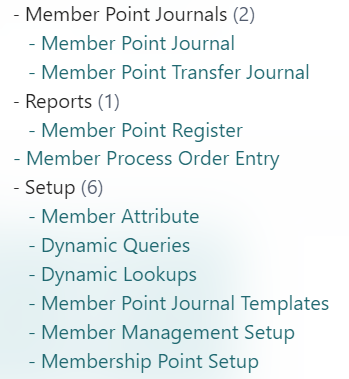 - Member Point Journals (2)
- Member Point Journal
- Member Point Transfer Journal
- Reports (1)
- Member Point Register
- Member Process Order Entry
- Setup (6)
- Member Attribute
- Dynamic Queries
- Dynamic Lookups
- Member Point Journal Templates
- Member Management Setup
- Membership Point Setup